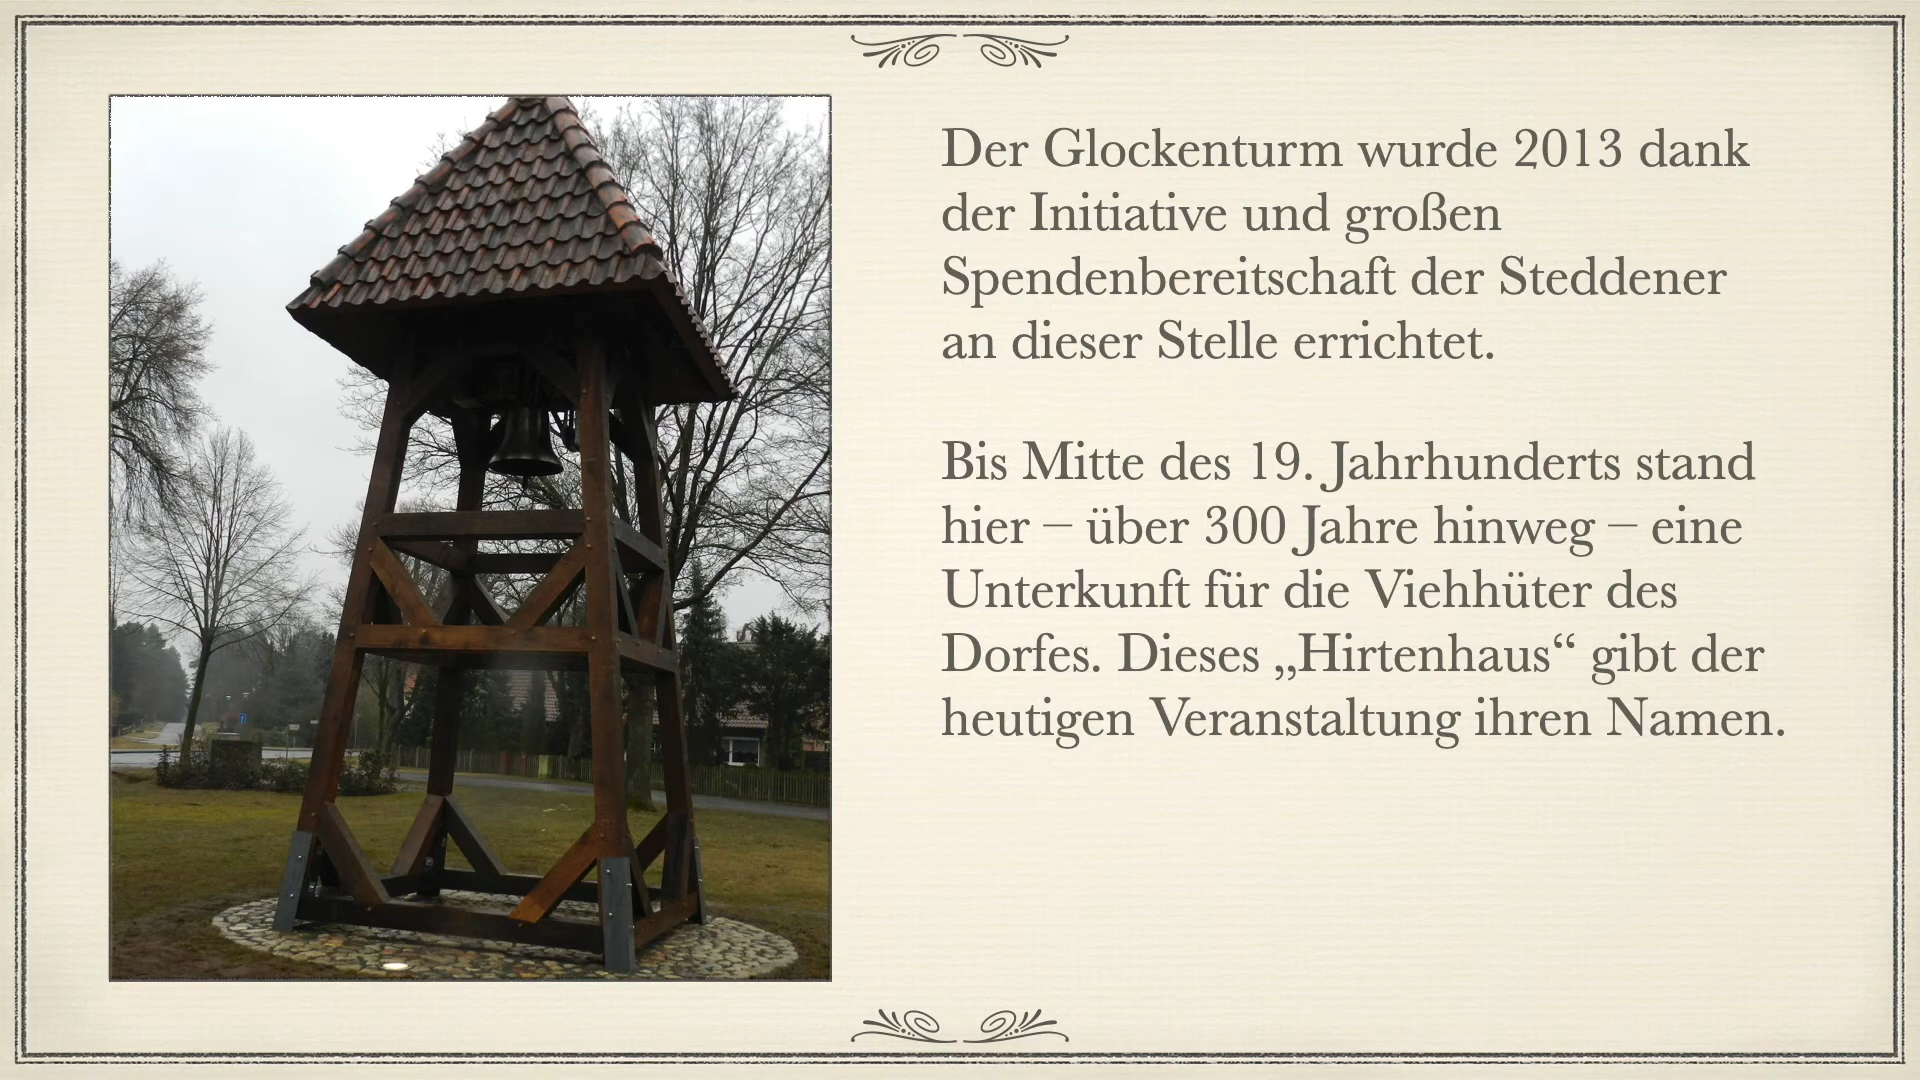 Der Glockenturm wurde 2013 dank
der Initiative und großen
Spendenbereitschaft der Steddener
an dieser Stelle errichtet.
Bis Mitte des 19. Jahrhunderts stand
hier – über 300 Jahre hinweg – eine
Unterkunft für die Viehhüter des
Dorfes. Dieses „Hirtenhaus“ gibt der
heutigen Veranstaltung ihren Namen.